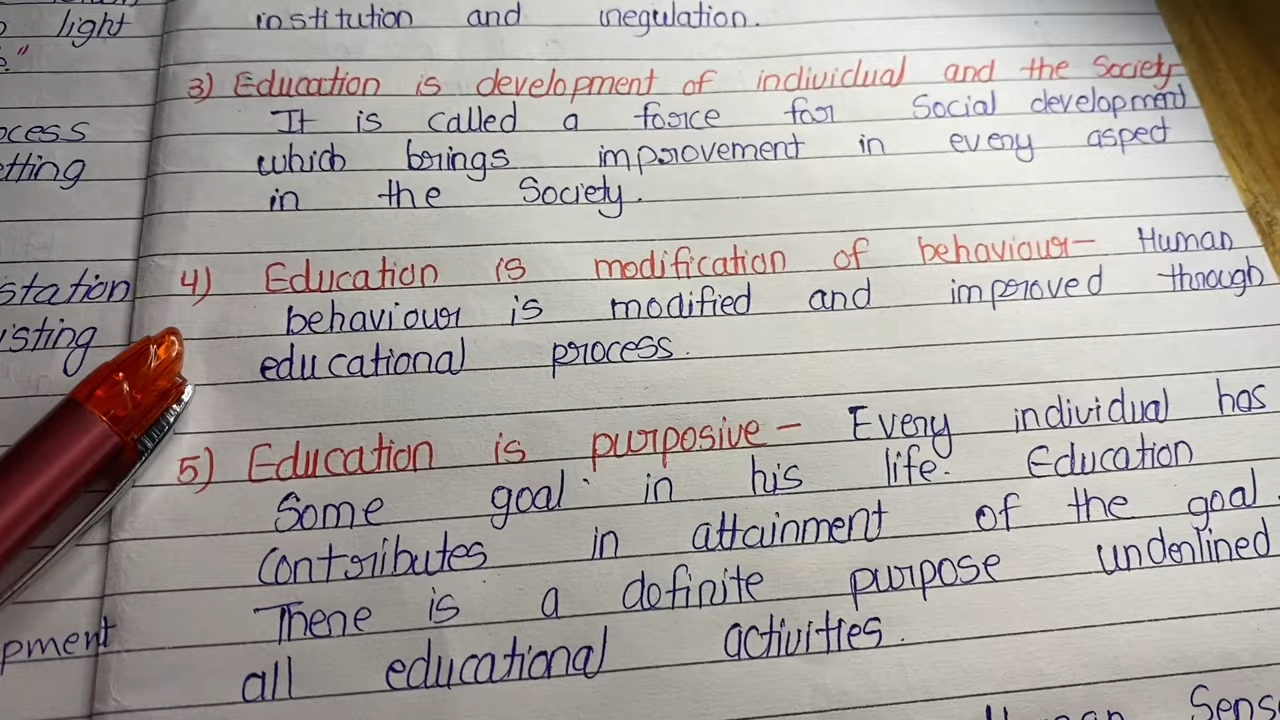 light
institution and regulation.
3) Education is development of individual and the Society
It is called a force for Social development
which brings improvement in every aspect
in the Society.
4) Education is modification of behaviour- Human
behaviour is modified and improved through
educational process.
5) Education is purposive - Every individual has
Some goal in his life. Education
contributes in attainment of the goal.
There is a definite purpose underlined
all educational activities.